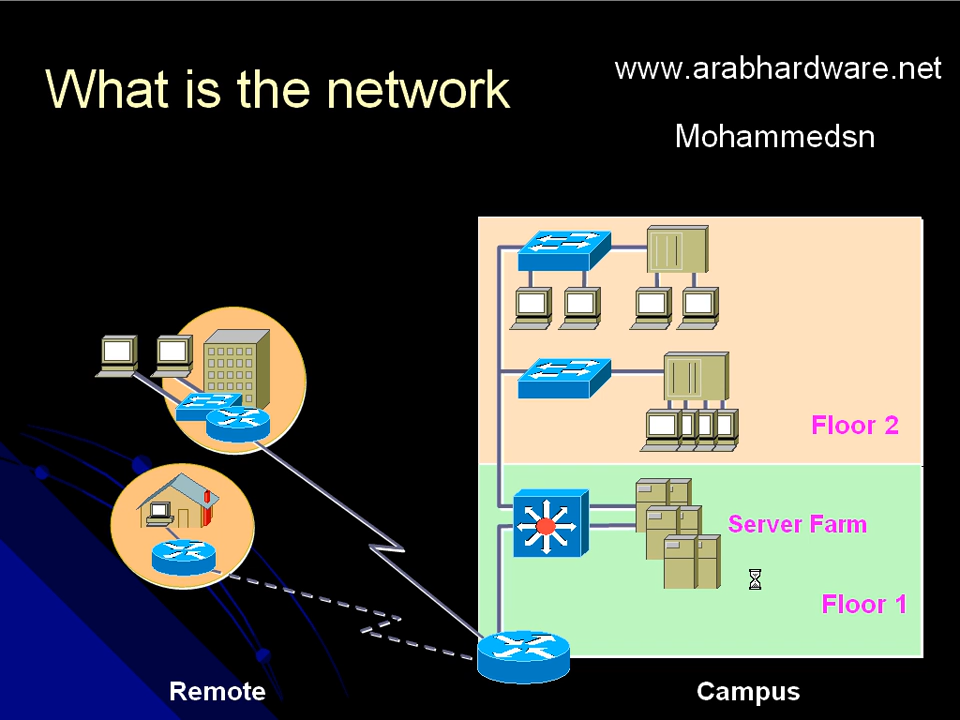 What is the network
www.arabhardware.net
Mohammedsn
Floor 2
Server Farm
Floor 1
Remote
Campus